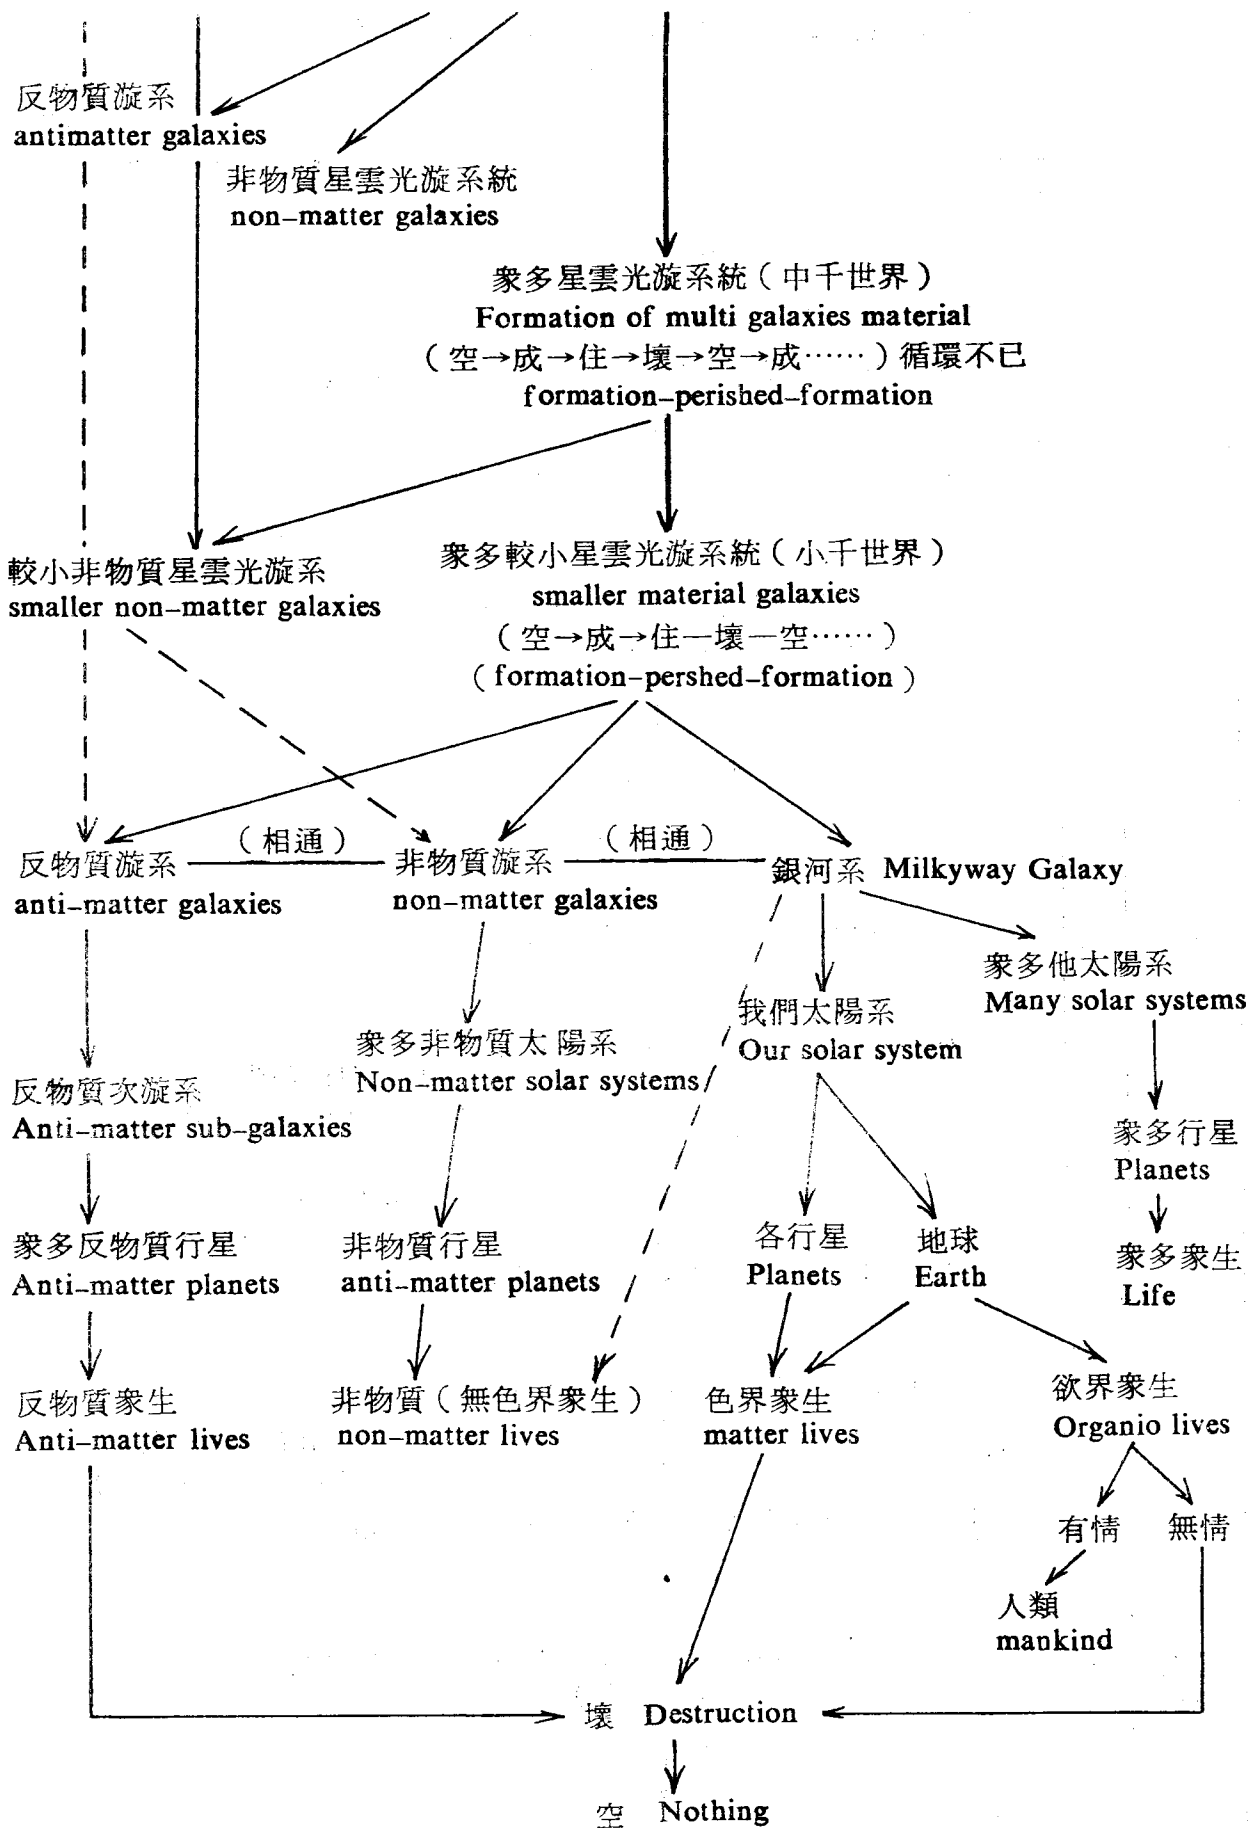 反物質漩系
antimatter galaxies
非物質星雲光漩系統
non-matter galaxies
衆多星雲光漩系統(中千世界)
Formation of multi galaxies material
(空→成→住→壞→空→成……)循環不已
formation-perished-formation
較小非物質星雲光漩系
smaller non-matter galaxies
衆多較小星雲光漩系統(小千世界)
smaller material galaxies
(空→成→住—壞—空……)
(formation-pershed-formation)
反物質漩系
anti-matter galaxies
(相通)
非物質漩系
non-matter galaxies
(相通)
銀河系 Milkyway Galaxy
衆多他太陽系
Many solar systems
我們太陽系
Our solar system
衆多非物質太陽系
Non-matter solar systems
反物質次漩系
Anti-matter sub-galaxies
衆多行星
Planets
衆多反物質行星
Anti-matter planets
非物質行星
anti-matter planets
各行星
Planets
地球
Earth
衆多衆生
Life
反物質衆生
Anti-matter lives
非物質(無色界衆生)
non-matter lives
色界衆生
matter lives
欲界衆生
Organio lives
有情
無情
人類
mankind
壞 Destruction
空 Nothing